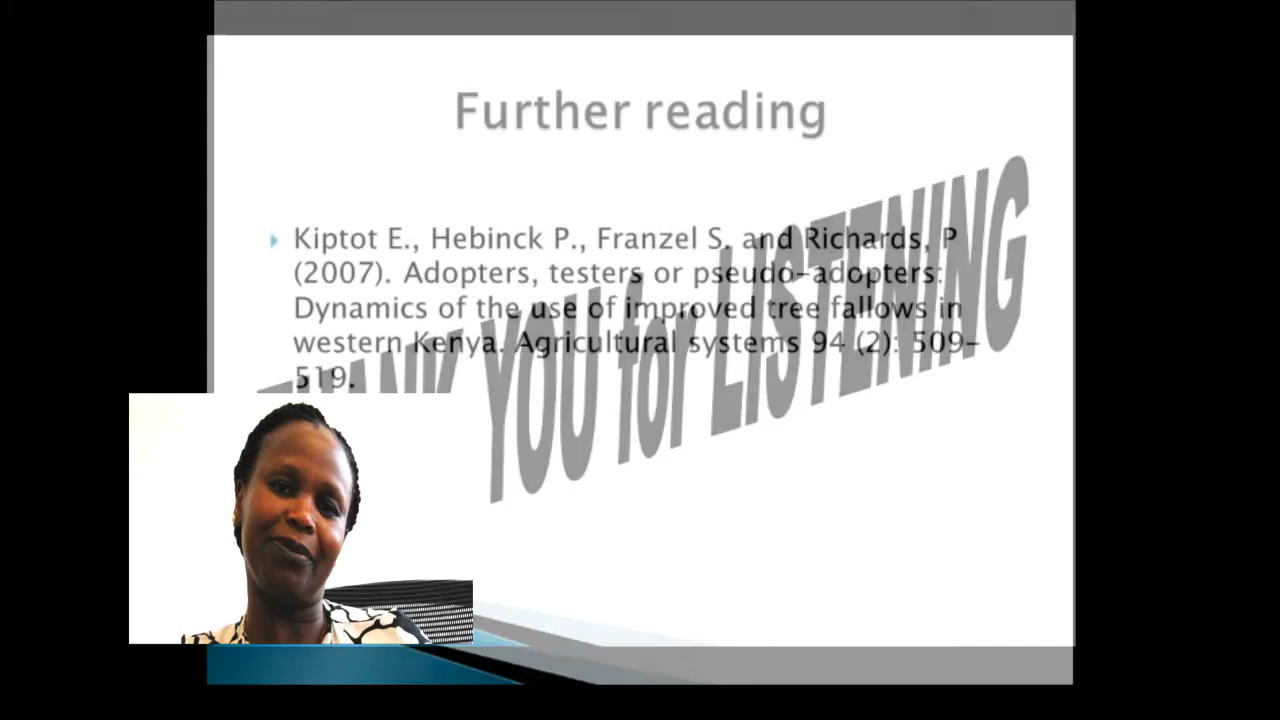 Further reading
Kiptot E., Hebinck P., Franzel S. and Richards, P
(2007). Adopters, testers or pseudo-adopters:
Dynamics of the use of improved tree fallows in
western Kenya. Agricultural systems 94 (2): 509-
519.
THANK YOU for LISTENING